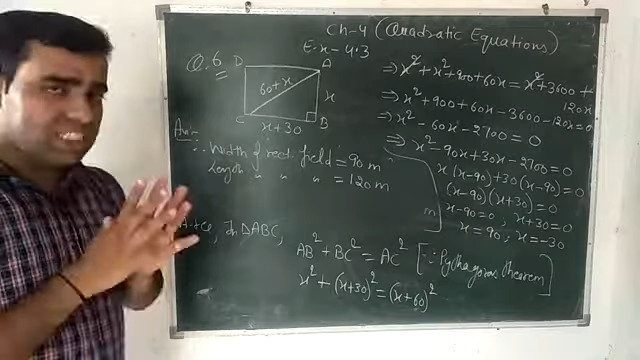 Ch-4 (Quadratic Equations)
Ex-4.3
Q.6
D A
60+x
x
C B
x+30
Ans:
∴ Width of rect. field = 90 m
Length " " " = 120 m
In ΔABC,
AB² + BC² = AC² [∵ Pythagoras theorem]
x² + (x+30)² = (x+60)²
⇒ x² + x² + 900 + 60x = x² + 3600 + 120x
⇒ x² + 900 + 60x - 3600 - 120x = 0
⇒ x² - 60x - 2700 = 0
⇒ x² - 90x + 30x - 2700 = 0
x(x-90) + 30(x-90) = 0
(x-90)(x+30) = 0
x-90 = 0, x+30 = 0
x = 90, x = -30